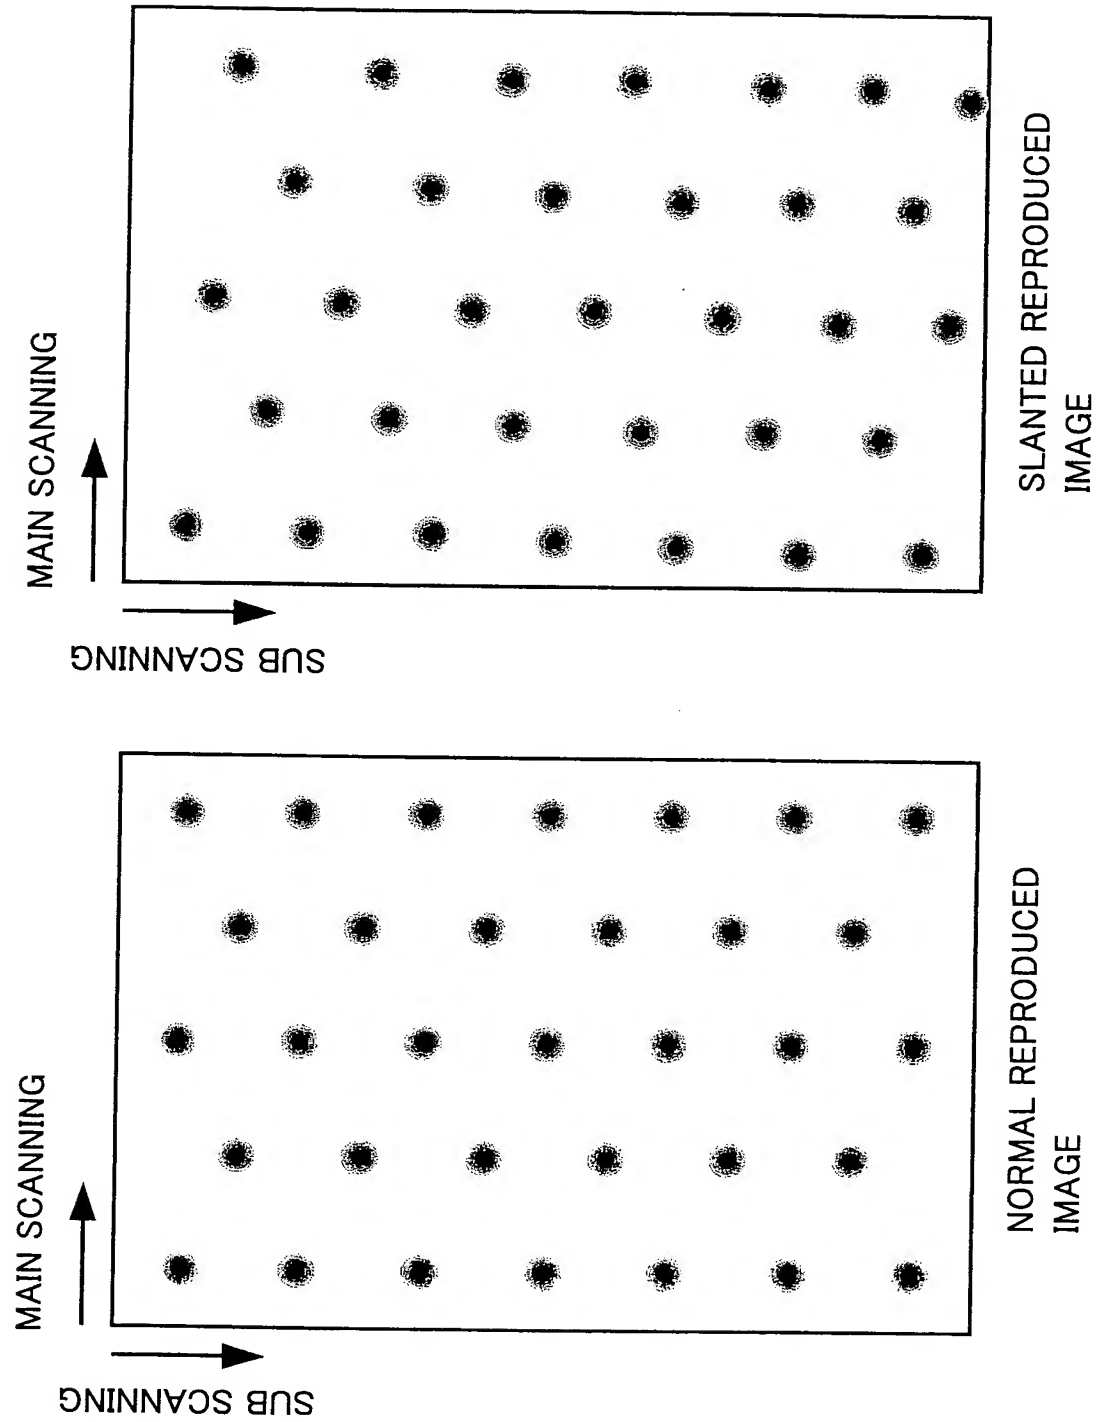 MAIN SCANNING
SUB SCANNING
NORMAL REPRODUCED
IMAGE
MAIN SCANNING
SUB SCANNING
SLANTED REPRODUCED
IMAGE